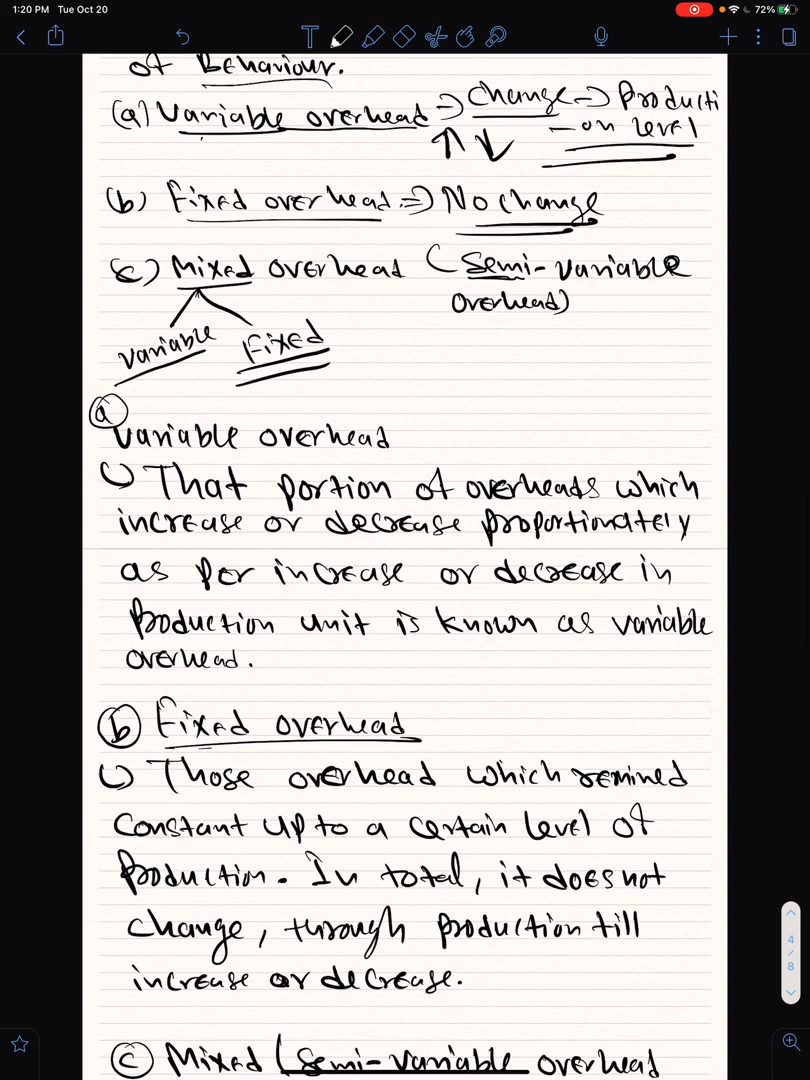 1:20 PM Tue Oct 20
72%
of Behaviour.
(a) Variable overhead => Change -> Producti
- on level
(b) Fixed overhead => No change
(c) Mixed overhead (Semi-variable
overhead)
Variable Fixed
a
Variable overhead
That portion of overheads which
increase or decrease proportionately
as per increase or decrease in
Production unit is known as variable
overhead.
b Fixed overhead
Those overhead which remined
constant up to a certain level of
Production. In total, it does not
change, through production till
increase or decrease.
4
/
8
c Mixed (Semi-variable overhead